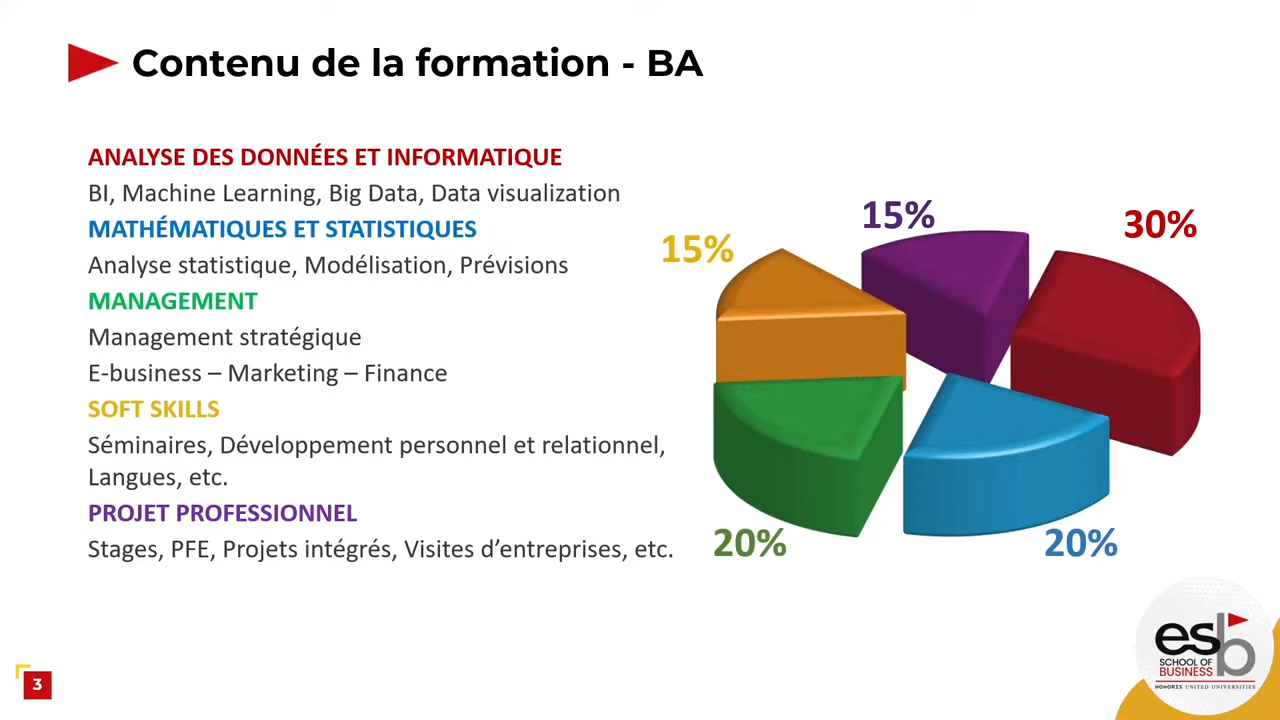 Contenu de la formation - BA
ANALYSE DES DONNÉES ET INFORMATIQUE
BI, Machine Learning, Big Data, Data visualization
MATHÉMATIQUES ET STATISTIQUES
Analyse statistique, Modélisation, Prévisions
MANAGEMENT
Management stratégique
E-business – Marketing – Finance
SOFT SKILLS
Séminaires, Développement personnel et relationnel,
Langues, etc.
PROJET PROFESSIONNEL
Stages, PFE, Projets intégrés, Visites d’entreprises, etc.
15%
15%
30%
20%
20%
esb
SCHOOL OF
BUSINESS
HONORIS UNITED UNIVERSITIES
3